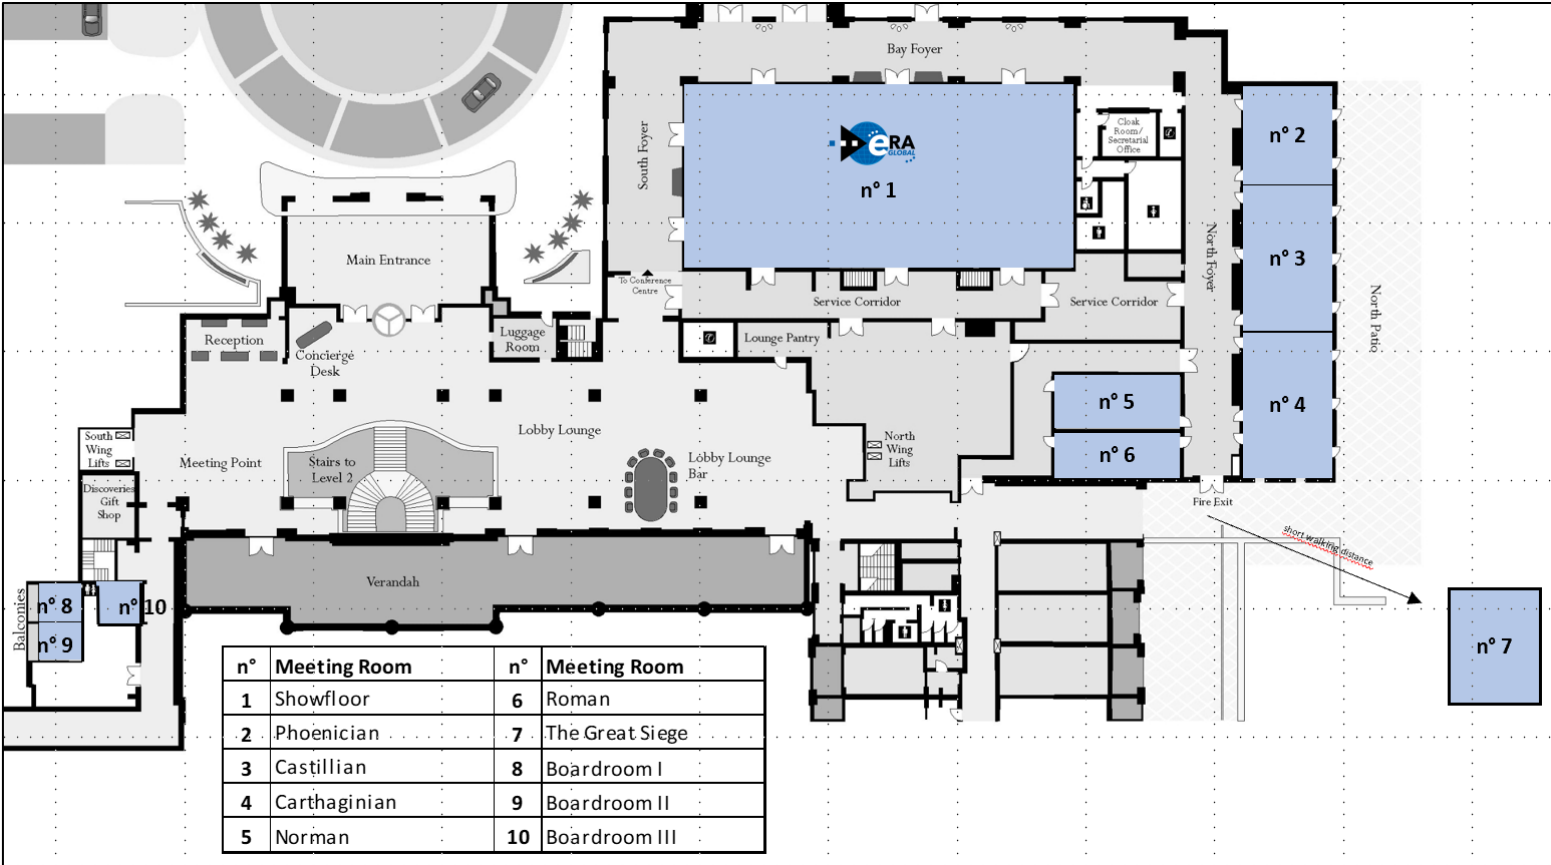 Bay Foyer
South Foyer
ERA
GLOBAL
n° 1
Cloak
Room/
Secretarial
Office
n° 2
North Foyer
n° 3
North Patio
Main Entrance
To Conference
Centre
Service Corridor
Service Corridor
Reception
Concierge
Desk
Luggage
Room
Lounge Pantry
n° 4
n° 5
n° 6
Lobby Lounge
South
Wing
Lifts
Meeting Point
Stairs to
Level 2
Lobby Lounge
Bar
North
Wing
Lifts
Discoveries
Gift
Shop
Fire Exit
short walking distance
Verandah
Balconies
n° 8
n° 10
n° 9
n° 7
n° Meeting Room n° Meeting Room
1 Showfloor 6 Roman
2 Phoenician 7 The Great Siege
3 Castillian 8 Boardroom I
4 Carthaginian 9 Boardroom II
5 Norman 10 Boardroom III